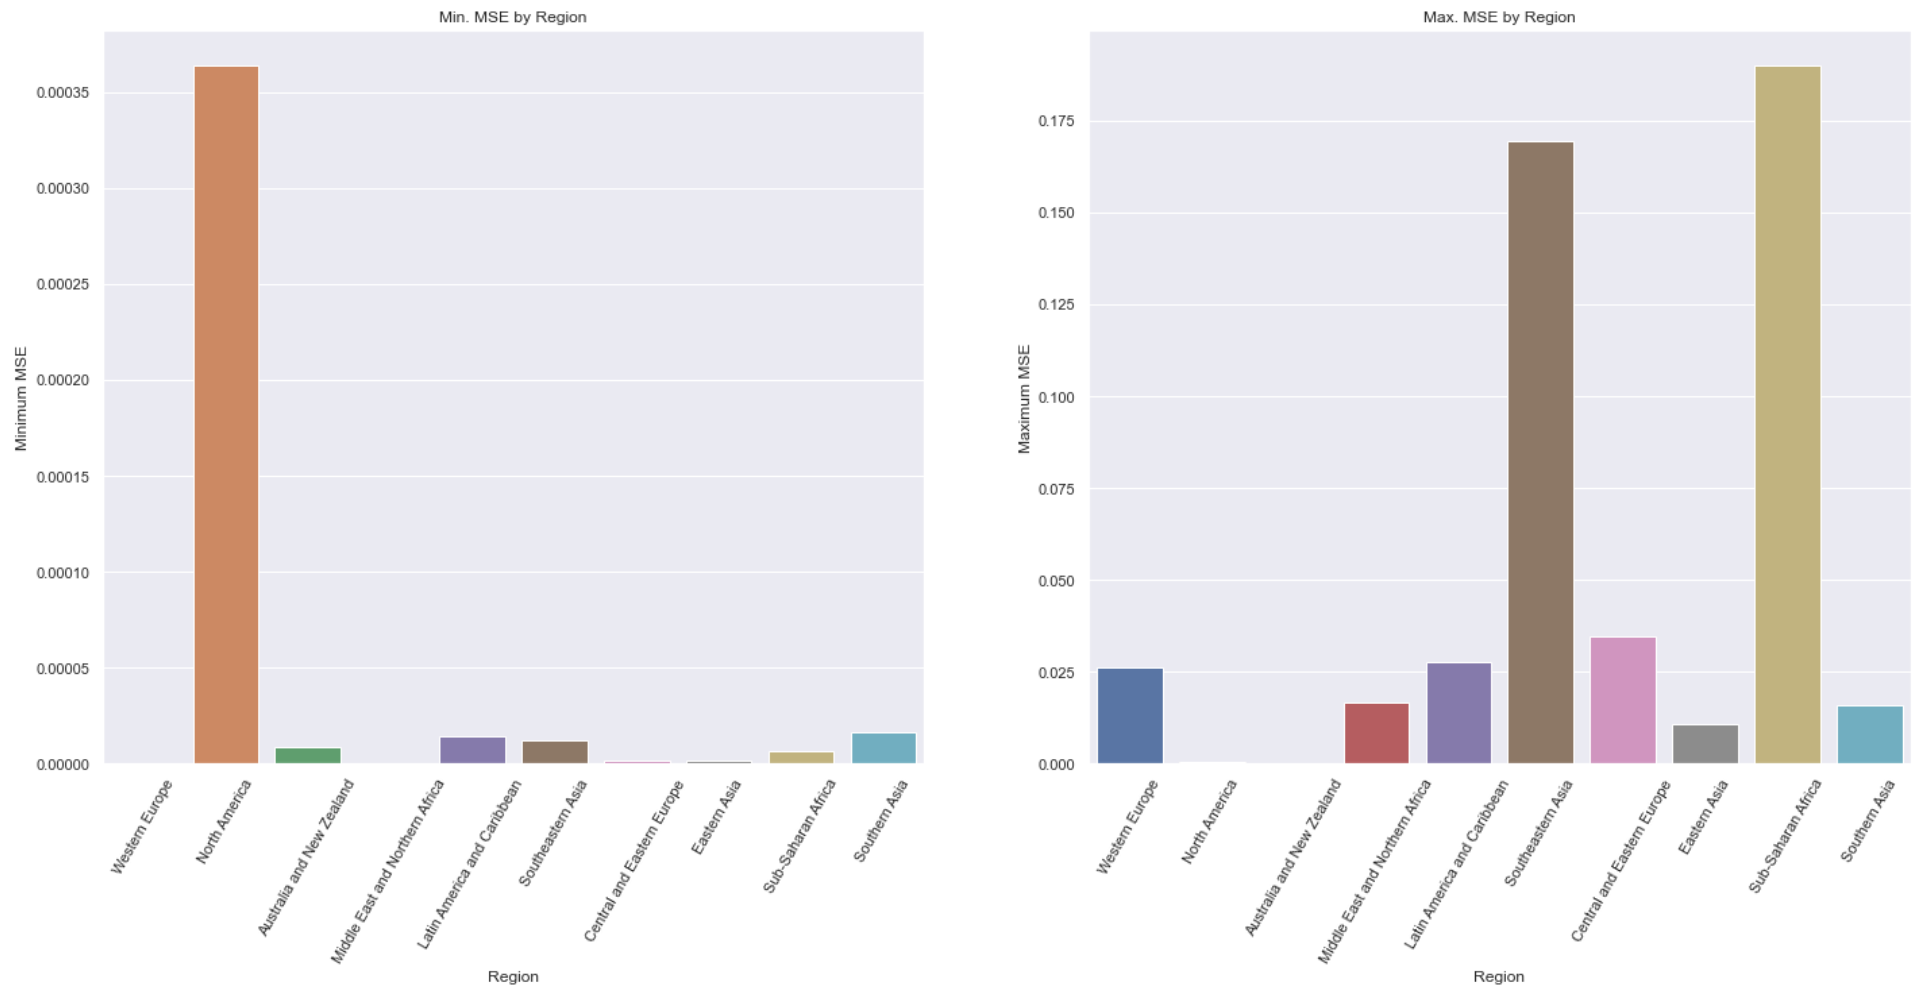 Min. MSE by Region
Minimum MSE
0.00035
0.00030
0.00025
0.00020
0.00015
0.00010
0.00005
0.00000
Western Europe
North America
Australia and New Zealand
Middle East and Northern Africa
Latin America and Caribbean
Southeastern Asia
Central and Eastern Europe
Eastern Asia
Sub-Saharan Africa
Southern Asia
Region
Max. MSE by Region
Maximum MSE
0.175
0.150
0.125
0.100
0.075
0.050
0.025
0.000
Western Europe
North America
Australia and New Zealand
Middle East and Northern Africa
Latin America and Caribbean
Southeastern Asia
Central and Eastern Europe
Eastern Asia
Sub-Saharan Africa
Southern Asia
Region